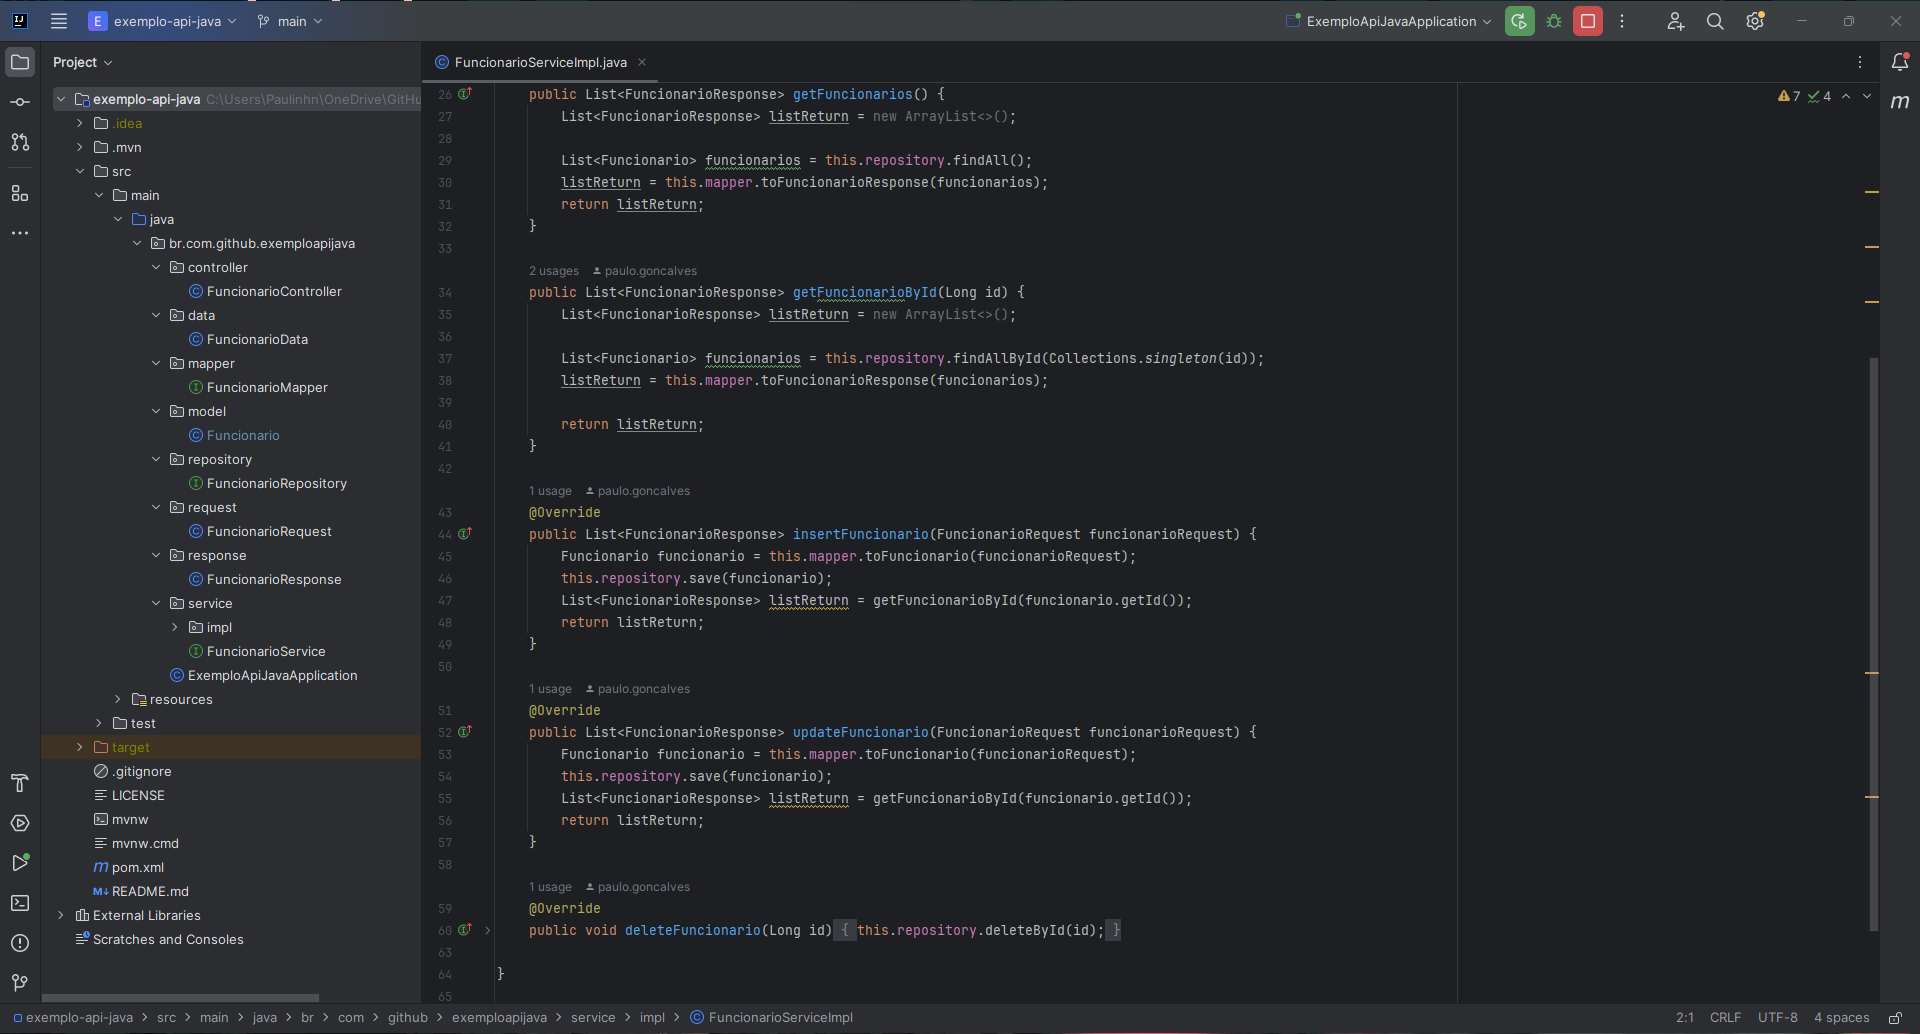 exemplo-api-java
main
ExemploApiJavaApplication
Project
exemplo-api-java C:\Users\Paulinhn\OneDrive\GitHu
.idea
.mvn
src
main
java
br.com.github.exemploapijava
controller
FuncionarioController
data
FuncionarioData
mapper
FuncionarioMapper
model
Funcionario
repository
FuncionarioRepository
request
FuncionarioRequest
response
FuncionarioResponse
service
impl
FuncionarioService
ExemploApiJavaApplication
resources
test
target
.gitignore
LICENSE
mvnw
mvnw.cmd
pom.xml
README.md
External Libraries
Scratches and Consoles
FuncionarioServiceImpl.java
7 4
26 public List<FuncionarioResponse> getFuncionarios() {
27 List<FuncionarioResponse> listReturn = new ArrayList<>();
28
29 List<Funcionario> funcionarios = this.repository.findAll();
30 listReturn = this.mapper.toFuncionarioResponse(funcionarios);
31 return listReturn;
32 }
33
2 usages paulo.goncalves
34 public List<FuncionarioResponse> getFuncionarioById(Long id) {
35 List<FuncionarioResponse> listReturn = new ArrayList<>();
36
37 List<Funcionario> funcionarios = this.repository.findAllById(Collections.singleton(id));
38 listReturn = this.mapper.toFuncionarioResponse(funcionarios);
39
40 return listReturn;
41 }
42
1 usage paulo.goncalves
43 @Override
44 public List<FuncionarioResponse> insertFuncionario(FuncionarioRequest funcionarioRequest) {
45 Funcionario funcionario = this.mapper.toFuncionario(funcionarioRequest);
46 this.repository.save(funcionario);
47 List<FuncionarioResponse> listReturn = getFuncionarioById(funcionario.getId());
48 return listReturn;
49 }
50
1 usage paulo.goncalves
51 @Override
52 public List<FuncionarioResponse> updateFuncionario(FuncionarioRequest funcionarioRequest) {
53 Funcionario funcionario = this.mapper.toFuncionario(funcionarioRequest);
54 this.repository.save(funcionario);
55 List<FuncionarioResponse> listReturn = getFuncionarioById(funcionario.getId());
56 return listReturn;
57 }
58
1 usage paulo.goncalves
59 @Override
60 public void deleteFuncionario(Long id) { this.repository.deleteById(id); }
63
64 }
65
exemplo-api-java > src > main > java > br > com > github > exemploapijava > service > impl > FuncionarioServiceImpl
2:1 CRLF UTF-8 4 spaces